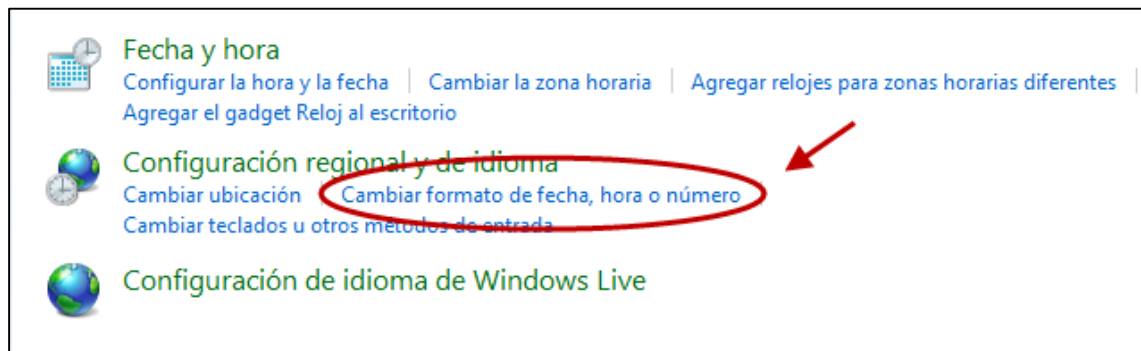 Fecha y hora
Configurar la hora y la fecha | Cambiar la zona horaria | Agregar relojes para zonas horarias diferentes |
Agregar el gadget Reloj al escritorio
Configuración regional y de idioma
Cambiar ubicación Cambiar formato de fecha, hora o número
Cambiar teclados u otros métodos de entrada
Configuración de idioma de Windows Live